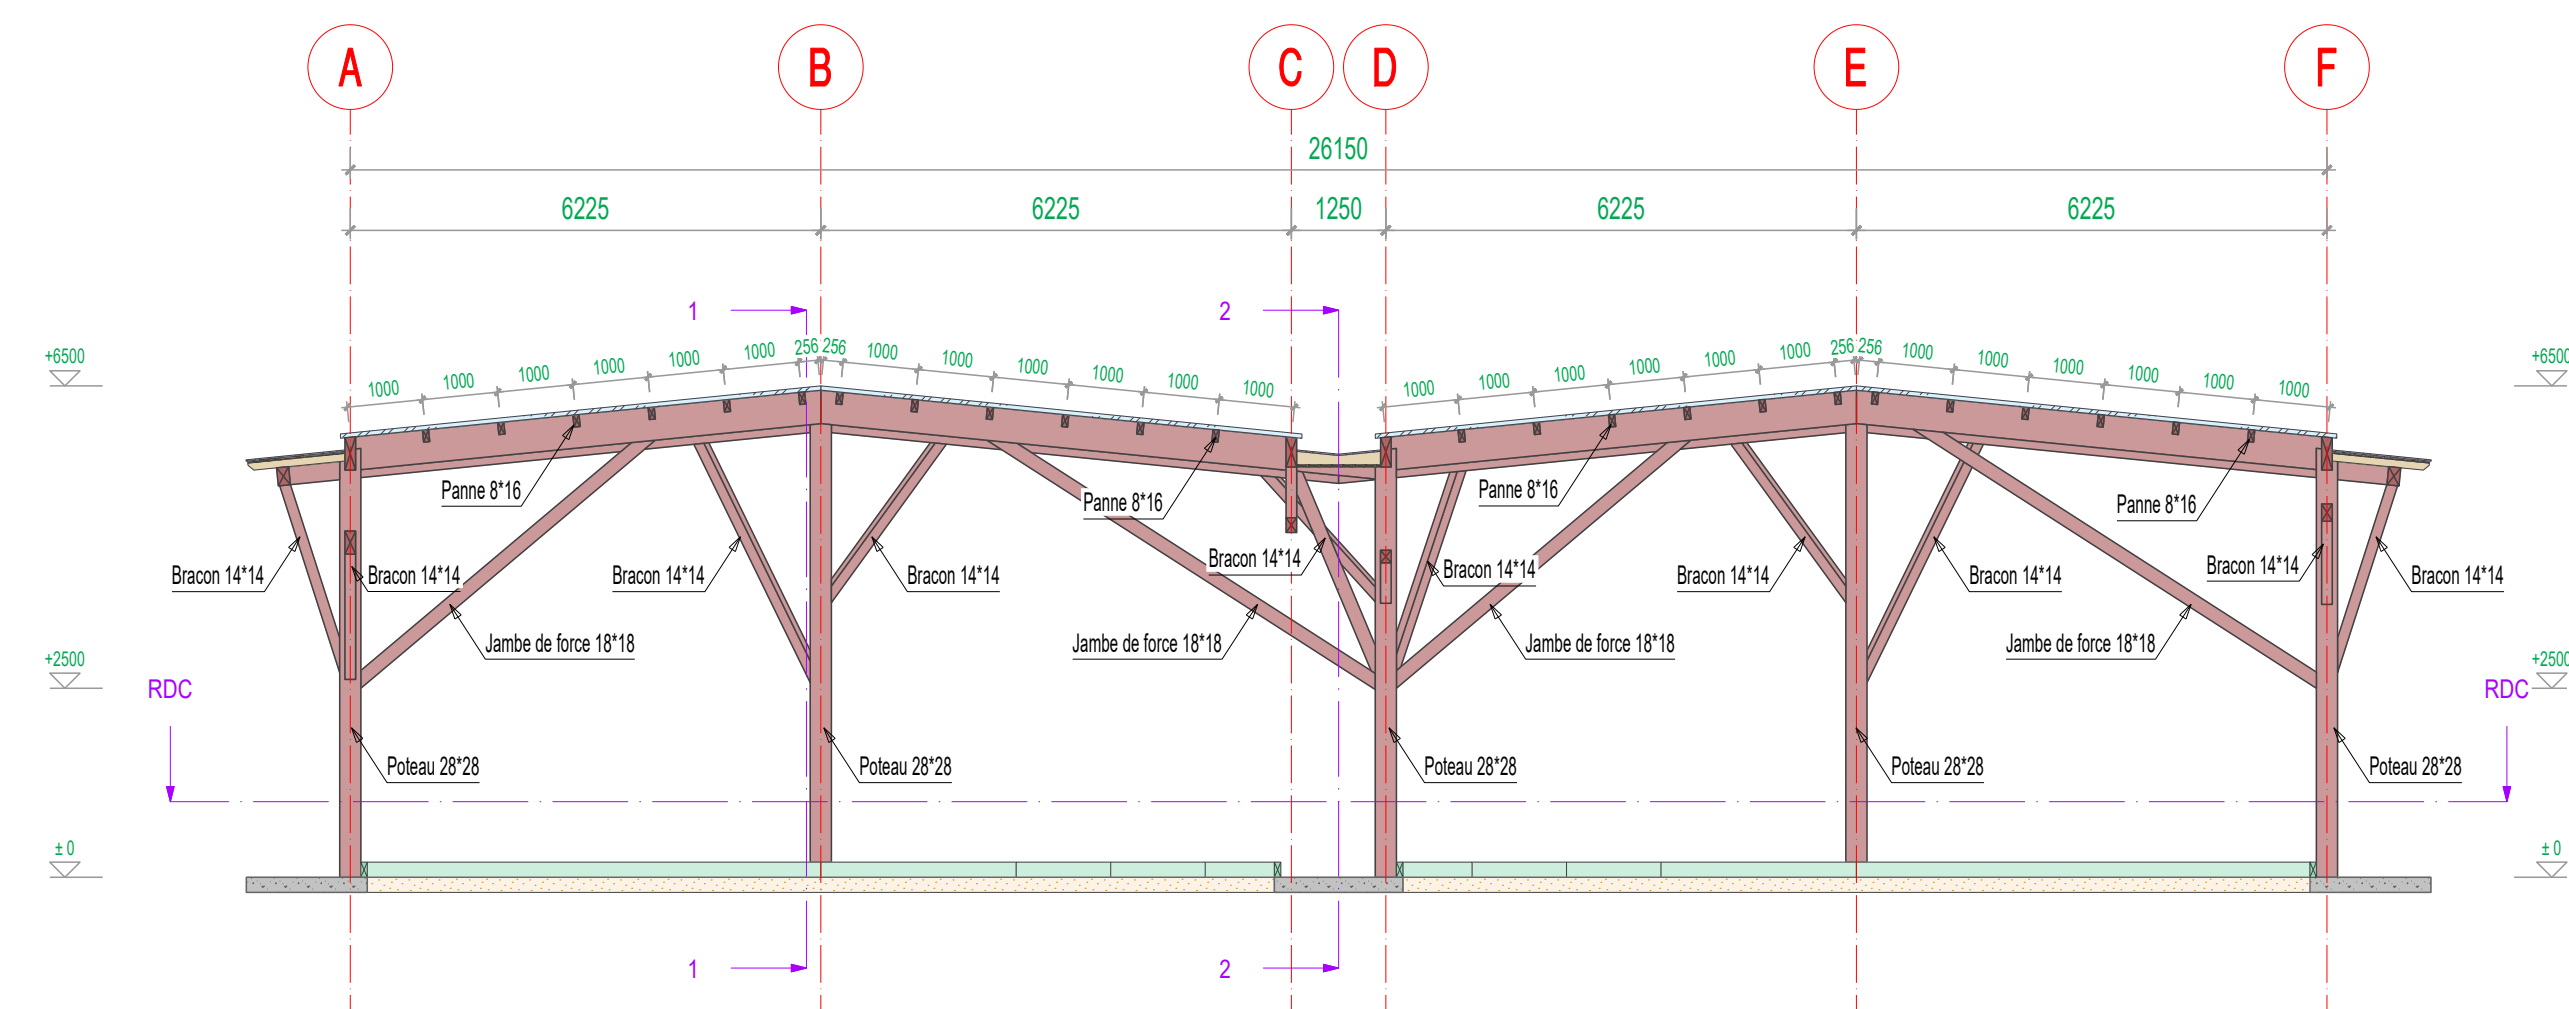 A B C D E F
26150
6225 6225 1250 6225 6225
1 2
+6500 +6500
1000 1000 1000 1000 1000 1000 256 256 1000 1000 1000 1000 1000 1000
1000 1000 1000 1000 1000 1000 256 256 1000 1000 1000 1000 1000 1000
Panne 8*16 Panne 8*16 Panne 8*16 Panne 8*16
Bracon 14*14 Bracon 14*14 Bracon 14*14 Bracon 14*14 Bracon 14*14 Bracon 14*14 Bracon 14*14 Bracon 14*14 Bracon 14*14 Bracon 14*14
Jambe de force 18*18 Jambe de force 18*18 Jambe de force 18*18 Jambe de force 18*18
+2500 +2500
RDC RDC
Poteau 28*28 Poteau 28*28 Poteau 28*28 Poteau 28*28 Poteau 28*28
± 0 ± 0
1 2